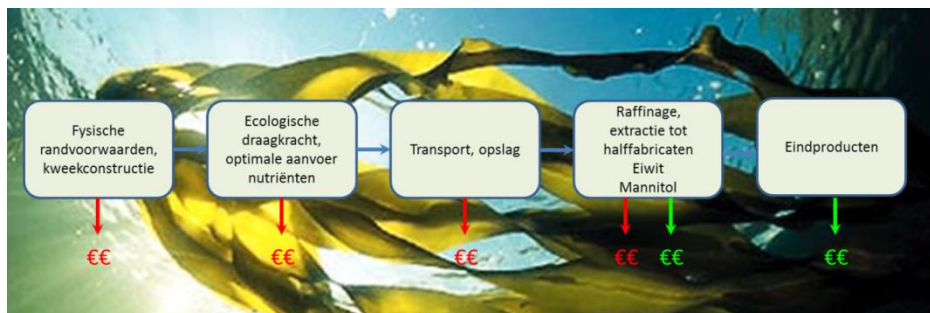 Fysische
randvoorwaarden,
kweekconstructie
Ecologische
draagkracht,
optimale aanvoer
nutriënten
Transport, opslag
Raffinage,
extractie tot
halffabricaten
Eiwit
Mannitol
Eindproducten
€€
€€
€€
€€
€€
€€